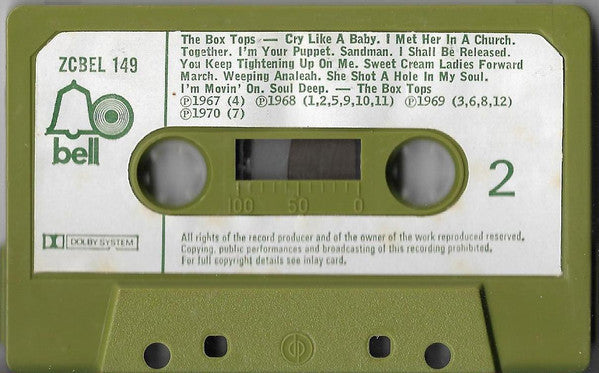 ZCBEL 149
bell
DOLBY SYSTEM
The Box Tops — Cry Like A Baby. I Met Her In A Church.
Together. I'm Your Puppet. Sandman. I Shall Be Released.
You Keep Tightening Up On Me. Sweet Cream Ladies Forward
March. Weeping Analeah. She Shot A Hole In My Soul.
I'm Movin' On. Soul Deep. — The Box Tops
℗1967 (4) ℗1968 (1,2,5,9,10,11) ℗1969 (3,6,8,12)
℗1970 (7)
100 50 0
2
All rights of the record producer and of the owner of the work reproduced reserved.
Copying, public performances and broadcasting of this recording prohibited.
For full copyright details see inlay card.